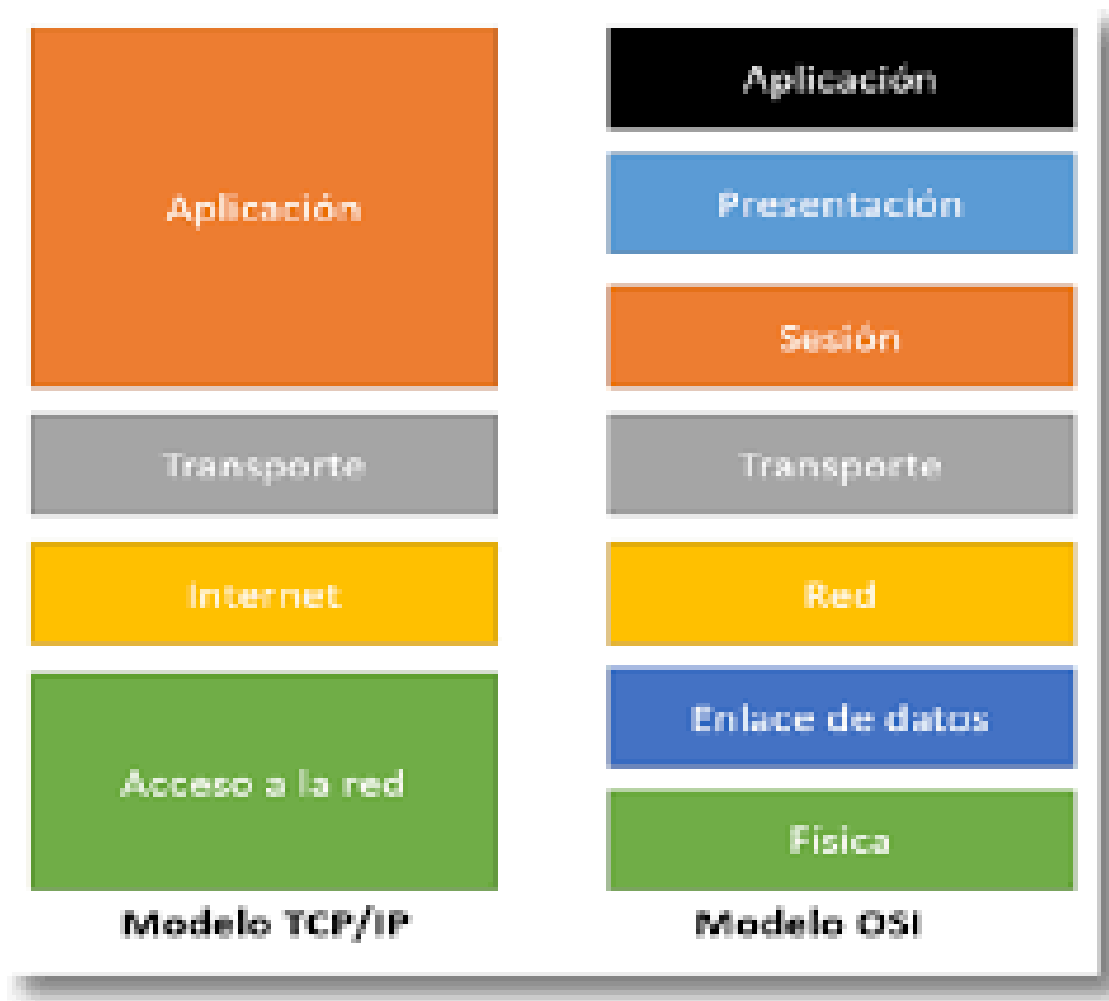 Aplicación
Transporte
Internet
Acceso a la red
Modelo TCP/IP
Aplicación
Presentación
Sesión
Transporte
Red
Enlace de datos
Física
Modelo OSI